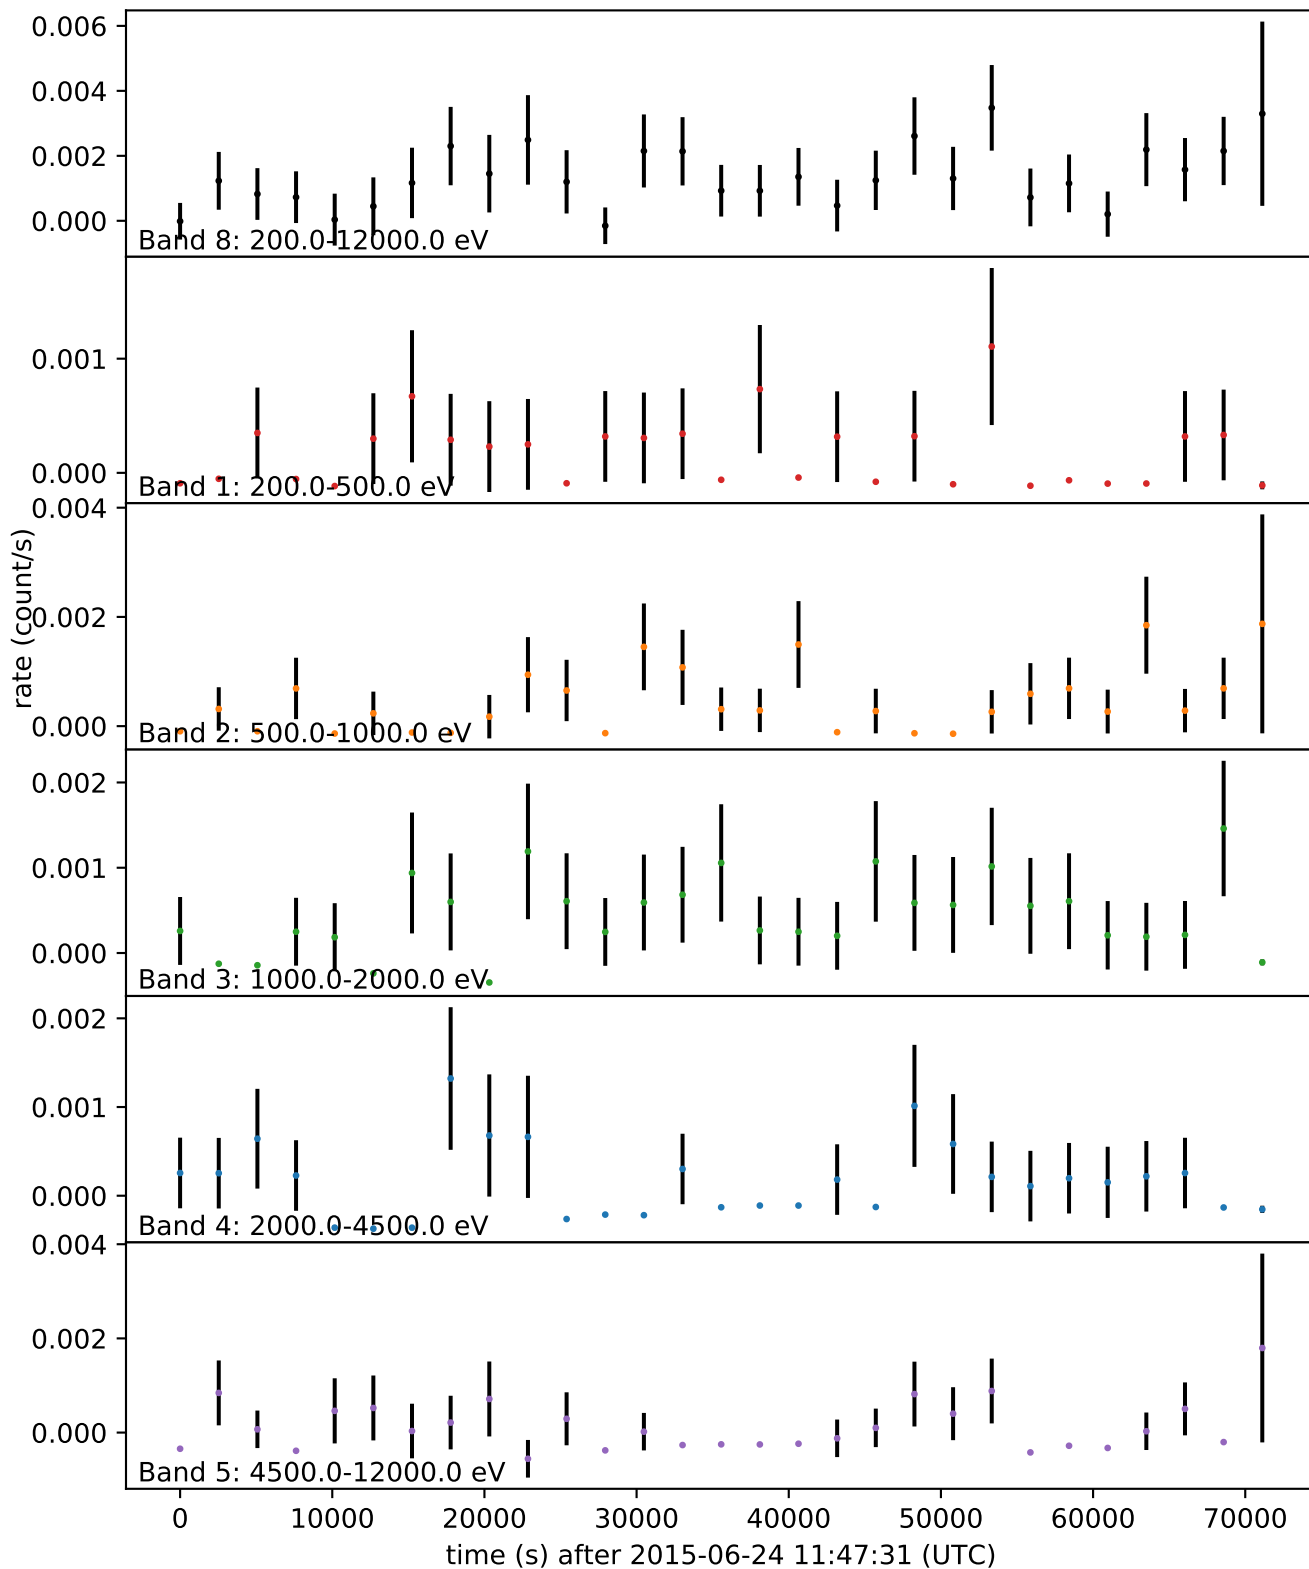 0.006
0.004
0.002
0.000
Band 8: 200.0-12000.0 eV
0.001
0.000
Band 1: 200.0-500.0 eV
rate (count/s)
0.004
0.002
0.000
Band 2: 500.0-1000.0 eV
0.002
0.001
0.000
Band 3: 1000.0-2000.0 eV
0.002
0.001
0.000
Band 4: 2000.0-4500.0 eV
0.004
0.002
0.000
Band 5: 4500.0-12000.0 eV
0 10000 20000 30000 40000 50000 60000 70000
time (s) after 2015-06-24 11:47:31 (UTC)